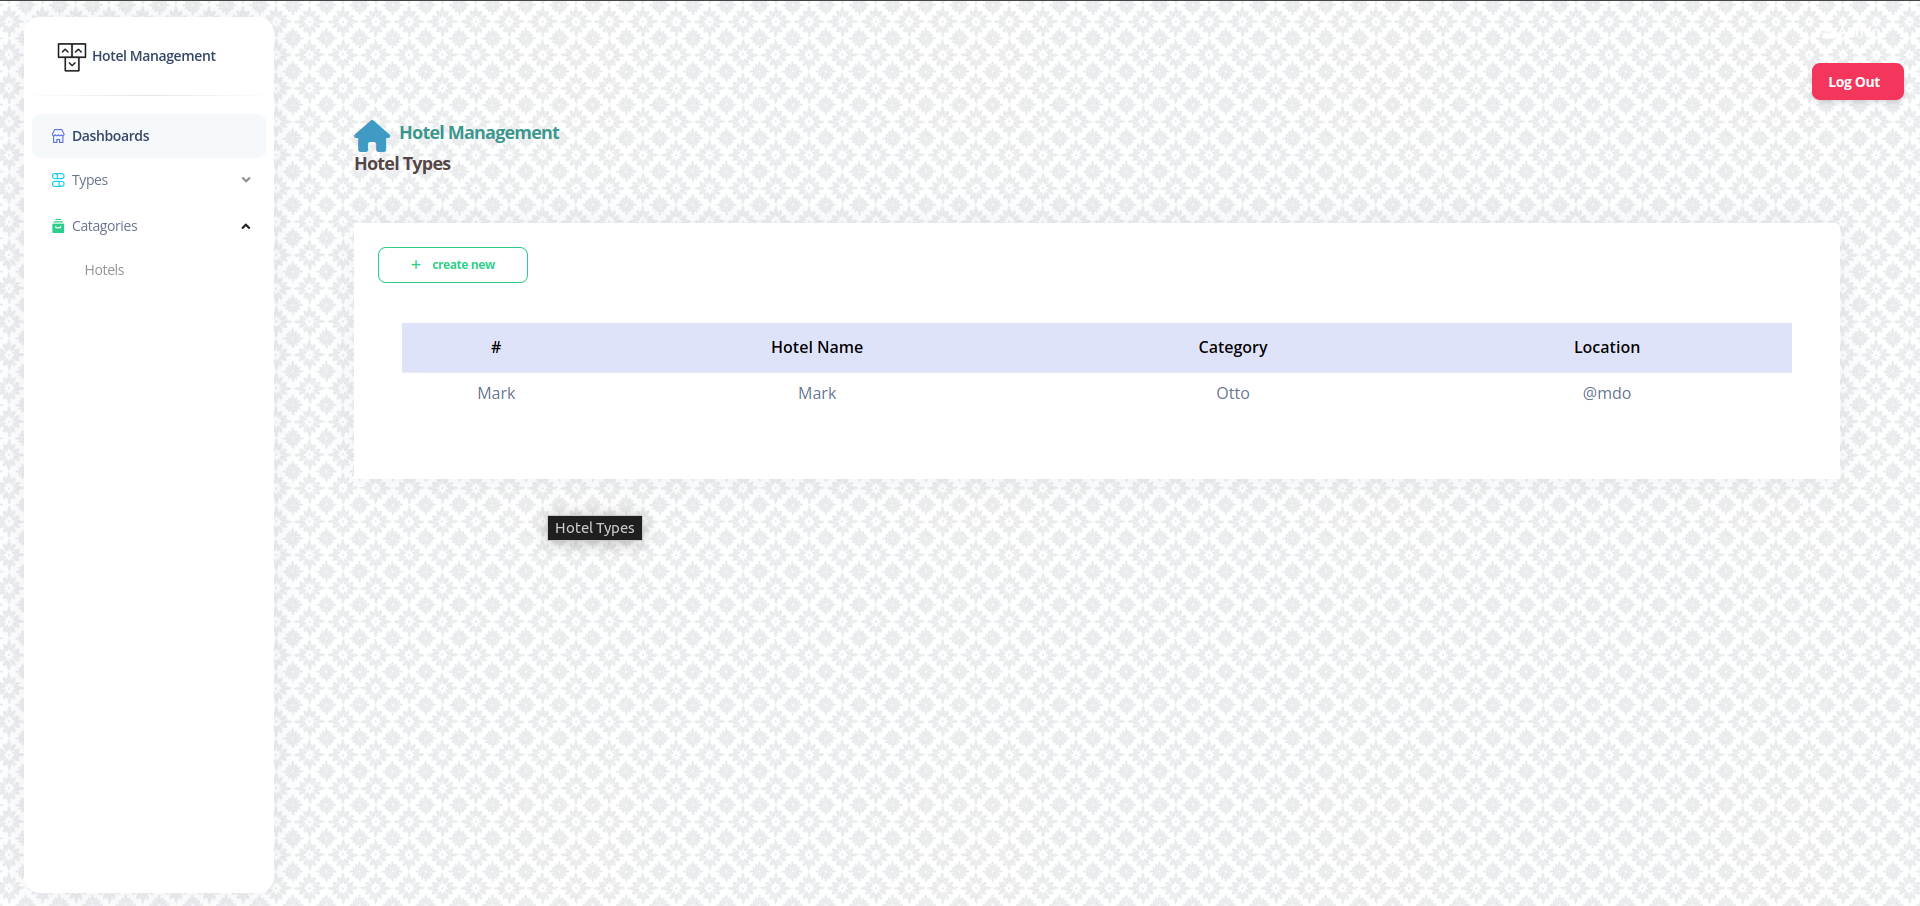 Hotel Management
Log Out
Dashboards
Types
Catagories
Hotels
Hotel Management
Hotel Types
+ create new
# Hotel Name Category Location
Mark Mark Otto @mdo
Hotel Types